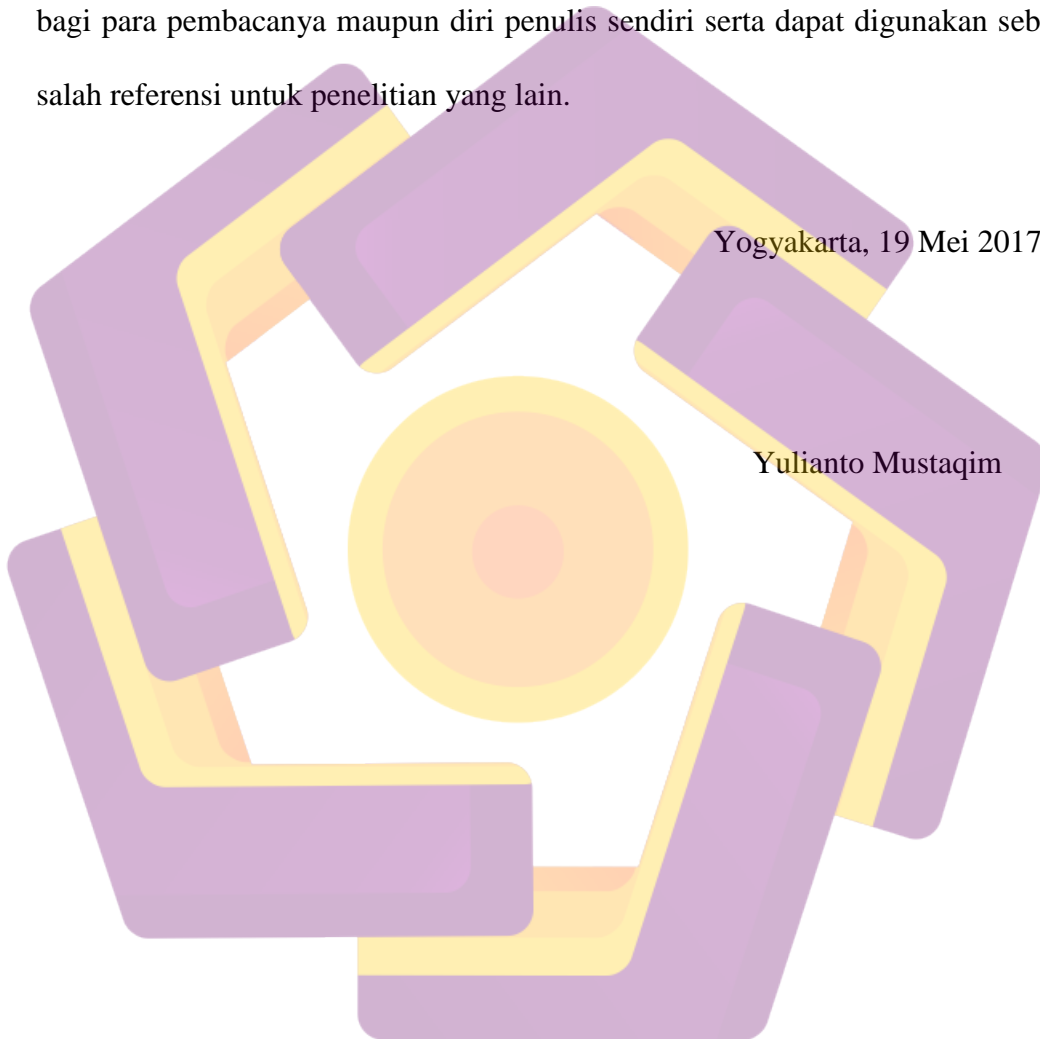 bagi para pembacanya maupun diri penulis sendiri serta dapat digunakan seb
salah referensi untuk penelitian yang lain.
Yogyakarta, 19 Mei 2017
Yulianto Mustaqim